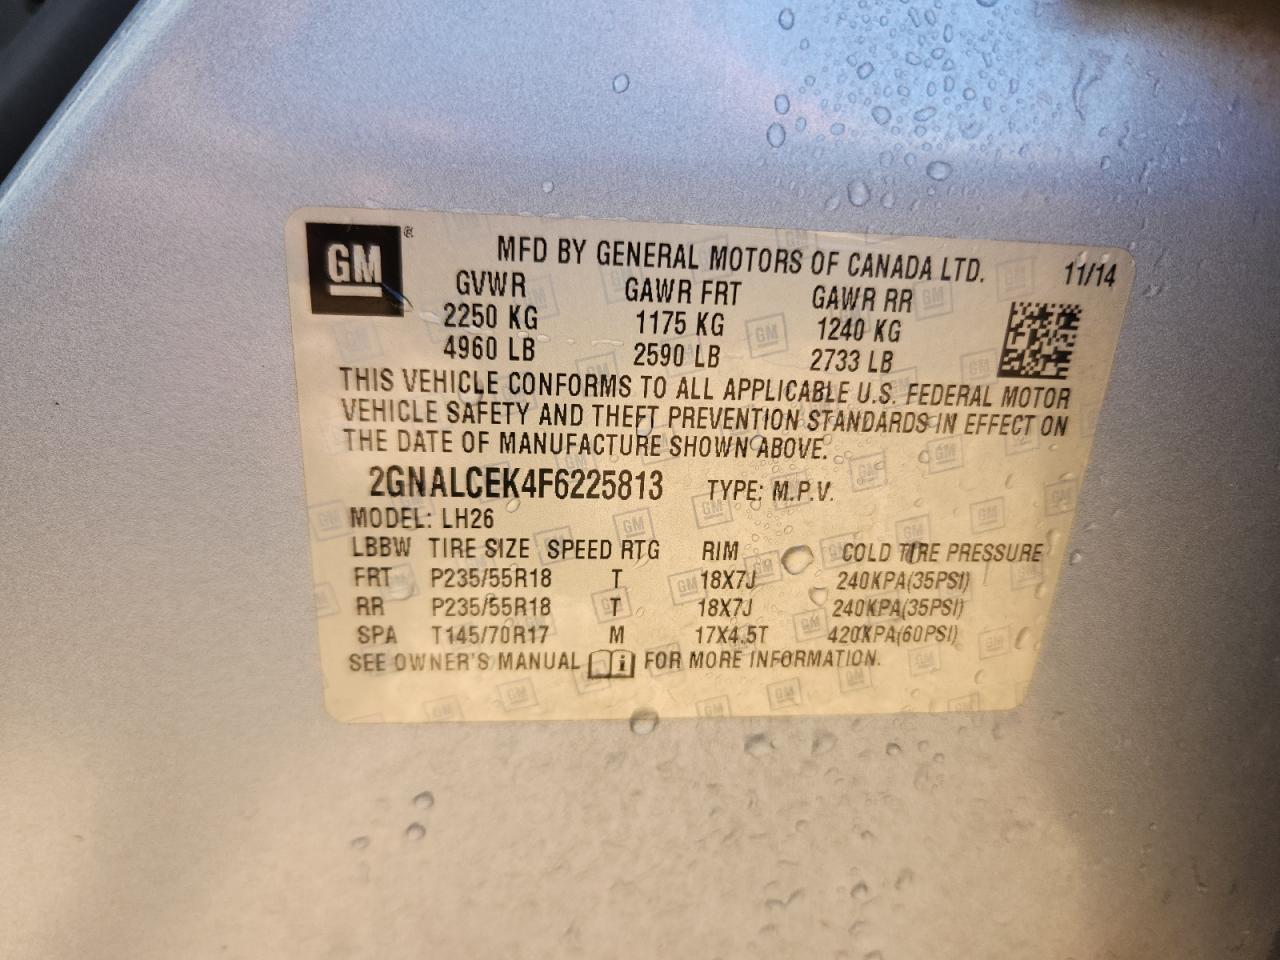 GM ®
MFD BY GENERAL MOTORS OF CANADA LTD. 11/14
GVWR GAWR FRT GAWR RR
2250 KG 1175 KG 1240 KG
4960 LB 2590 LB 2733 LB
THIS VEHICLE CONFORMS TO ALL APPLICABLE U.S. FEDERAL MOTOR
VEHICLE SAFETY AND THEFT PREVENTION STANDARDS IN EFFECT ON
THE DATE OF MANUFACTURE SHOWN ABOVE.
2GNALCEK4F6225813 TYPE: M.P.V.
MODEL: LH26
LBBW TIRE SIZE SPEED RTG RIM COLD TIRE PRESSURE
FRT P235/55R18 T 18X7J 240KPA(35PSI)
RR P235/55R18 T 18X7J 240KPA(35PSI)
SPA T145/70R17 M 17X4.5T 420KPA(60PSI)
SEE OWNER'S MANUAL i FOR MORE INFORMATION.